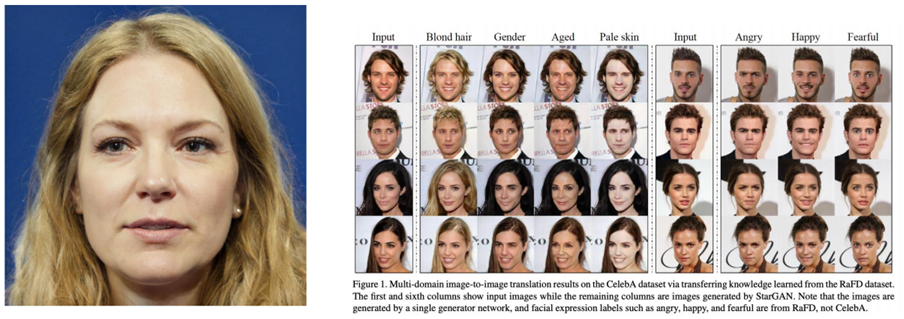 Input Blond hair Gender Aged Pale skin Input Angry Happy Fearful
Figure 1. Multi-domain image-to-image translation results on the CelebA dataset via transferring knowledge learned from the RaFD dataset.
The first and sixth columns show input images while the remaining columns are images generated by StarGAN. Note that the images are
generated by a single generator network, and facial expression labels such as angry, happy, and fearful are from RaFD, not CelebA.